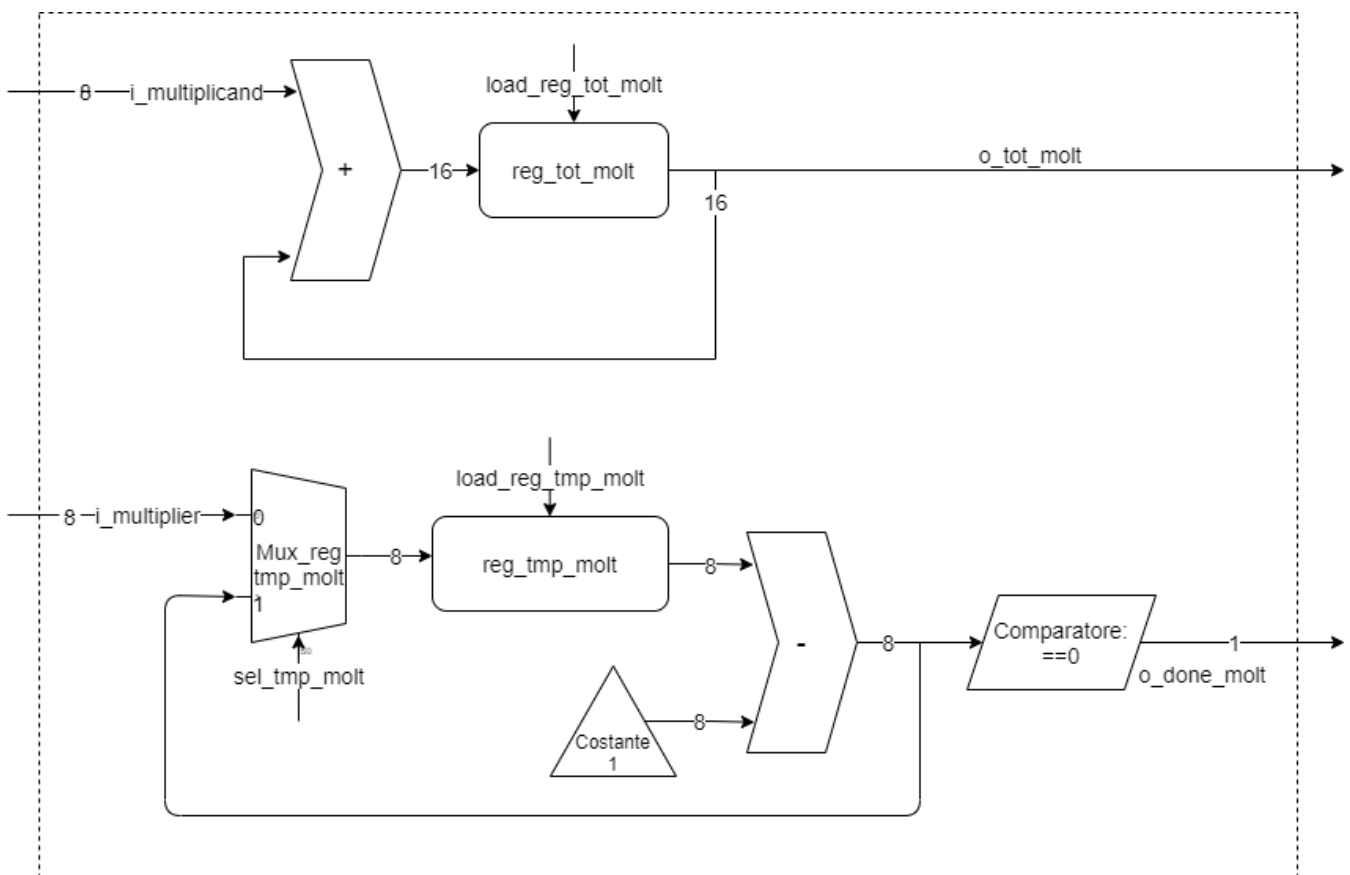 load_reg_tot_molt
8 i_multiplicand
o_tot_molt
+
16
reg_tot_molt
16
load_reg_tmp_molt
8 i_multiplier
0
Mux_reg
tmp_molt
1
8
reg_tmp_molt
8
sel_tmp_molt
-
8
Comparatore:
==0
1
o_done_molt
8
Costante
1